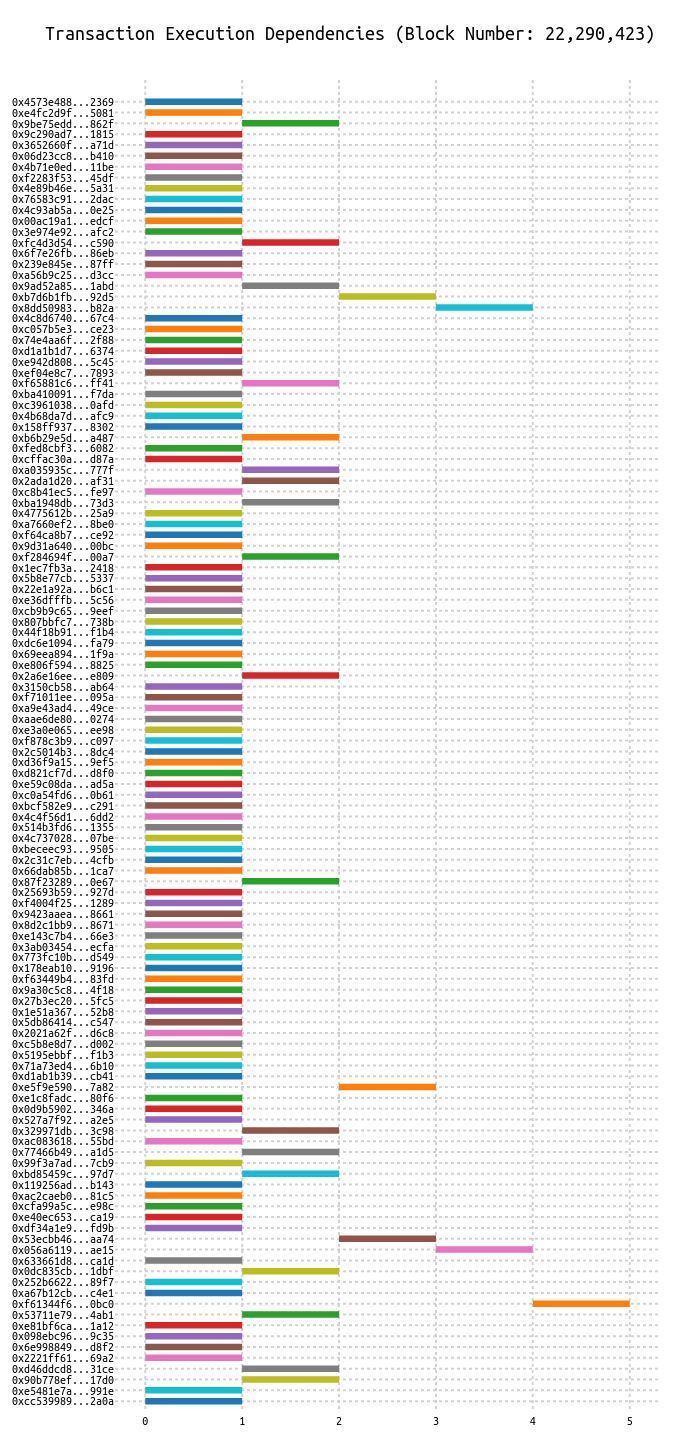 Transaction Execution Dependencies (Block Number: 22,290,423)
0x4573e488...2369
0xe4fc2d9f...5081
0x9be75edd...862f
0x9c290ad7...1815
0x3652660f...a71d
0x06d23cc8...b410
0x4b71e0ed...11be
0xf2283f53...45df
0x4e89b46e...5a31
0x76583c91...2dac
0x4c93ab5a...0e25
0x00ac19a1...edcf
0x3e974e92...afc2
0xfc4d3d54...c590
0x6f7e26fb...86eb
0x239e845e...87ff
0xa56b9c25...d3cc
0x9ad52a85...1abd
0xb7d6b1fb...92d5
0x8dd50985...b82a
0x4c8d6740...67c4
0xc057b5e3...ce23
0x74e4aa6f...2f88
0xd1a1b1d7...6374
0xe942d808...5c45
0xef04e8c7...7893
0xf65881c6...ff41
0xba410091...f7da
0xc3961038...0afd
0x4b68da7d...afc9
0x158ff937...8302
0xb6b29e5d...a487
0xfed8cbf3...6082
0xcffac30a...d87a
0xa035935c...777f
0x2ada1d20...af31
0xc8b41ec5...fe97
0xba1948db...73d3
0x4775612b...25a9
0xa7660ef2...8be0
0xf64ca8b7...ce92
0x9d31a640...00bc
0xf284694f...00a7
0x1ec7fb3a...2418
0x5b8e77cb...5337
0x22e1a92a...b6c1
0xe36dfffb...5c56
0xcb9b9c65...9eef
0x807bbfc7...738b
0x44f18b91...f1b4
0xdc6e1094...fa79
0x69eea894...1f9a
0xe806f594...8825
0x2a6e16ee...e809
0x3150cb58...ab64
0xf71011ee...095a
0xa9e43ad4...49ce
0xaae6de80...0274
0xe3a0e065...ee98
0xf878c3b9...c097
0x2c5014b3...8dc4
0xd36f9a15...9ef5
0xd821cf7d...d8f0
0xe59c08da...ad5a
0xc0a54fd6...0b61
0xbcf582e9...c291
0x4c4f56d1...6dd2
0x514b3fd6...1355
0x4c737028...07be
0xbeceec93...9505
0x2c31c7eb...4cfb
0x66dab85b...1ca7
0x87f23289...0e67
0x25693b59...927d
0xf4004f25...1289
0x9423aaea...8661
0x8d2c1bb9...8671
0xe143c7b4...66e3
0x3ab03454...ecfa
0x773fc10b...d549
0x178eab10...9196
0xf63449b4...83fd
0x9a30c5c8...4f18
0x27b3ec20...5fc5
0x1e51a367...52b8
0x5db86414...c547
0x2021a62f...d6c8
0xc5b8e8d7...d002
0x5195ebbf...f1b3
0x71a73ed4...6b10
0xd1ab1b39...cb41
0xe5f9e590...7a82
0xe1c8fadc...80f6
0x0d9b5902...346a
0x527a7f92...a2e5
0x329971db...3c98
0xac083618...55bd
0x77466b49...a1d5
0x99f3a7ad...7cb9
0xbd85459c...97d7
0x119256ad...b143
0xac2caeb0...81c5
0xcfa99a5c...e98c
0xe40ec653...ca19
0xdf34a1e9...fd9b
0x53ecbb46...aa74
0x056a6119...ae15
0x633661d8...ca1d
0x0dc835cb...1dbf
0x252b6622...89f7
0xa67b12cb...c4e1
0xf61344f6...0bc0
0x53711e79...4ab1
0xe81bf6ca...1a12
0x098ebc96...9c35
0x6e998849...d8f2
0x2221ff61...69a2
0xd46ddcd8...31ce
0x90b778ef...17d0
0xe5481e7a...991e
0xcc539989...2a0a
0 1 2 3 4 5